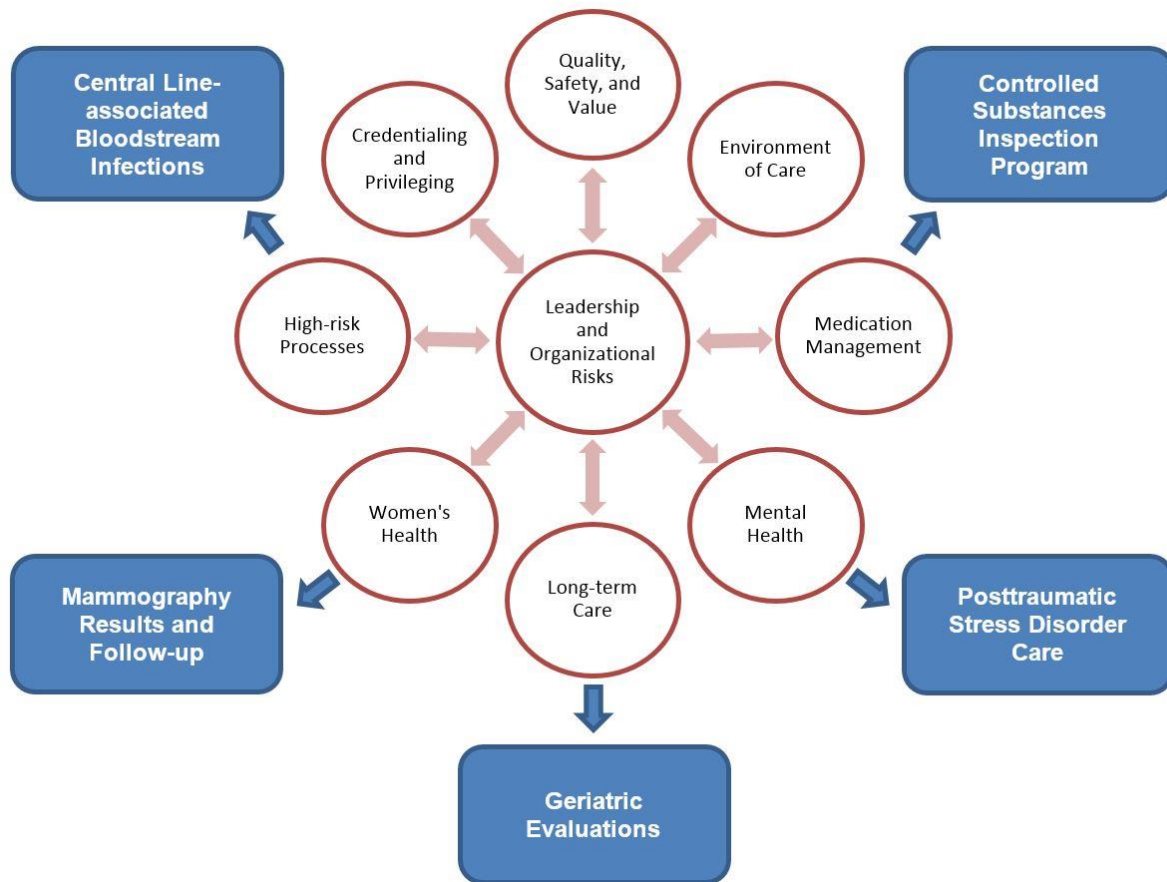 Central Line-
associated
Bloodstream
Infections
Quality,
Safety, and
Value
Controlled
Substances
Inspection
Program
Credentialing
and
Privileging
Environment
of Care
High-risk
Processes
Leadership
and
Organizational
Risks
Medication
Management
Women's
Health
Mental
Health
Long-term
Care
Mammography
Results and
Follow-up
Posttraumatic
Stress Disorder
Care
Geriatric
Evaluations